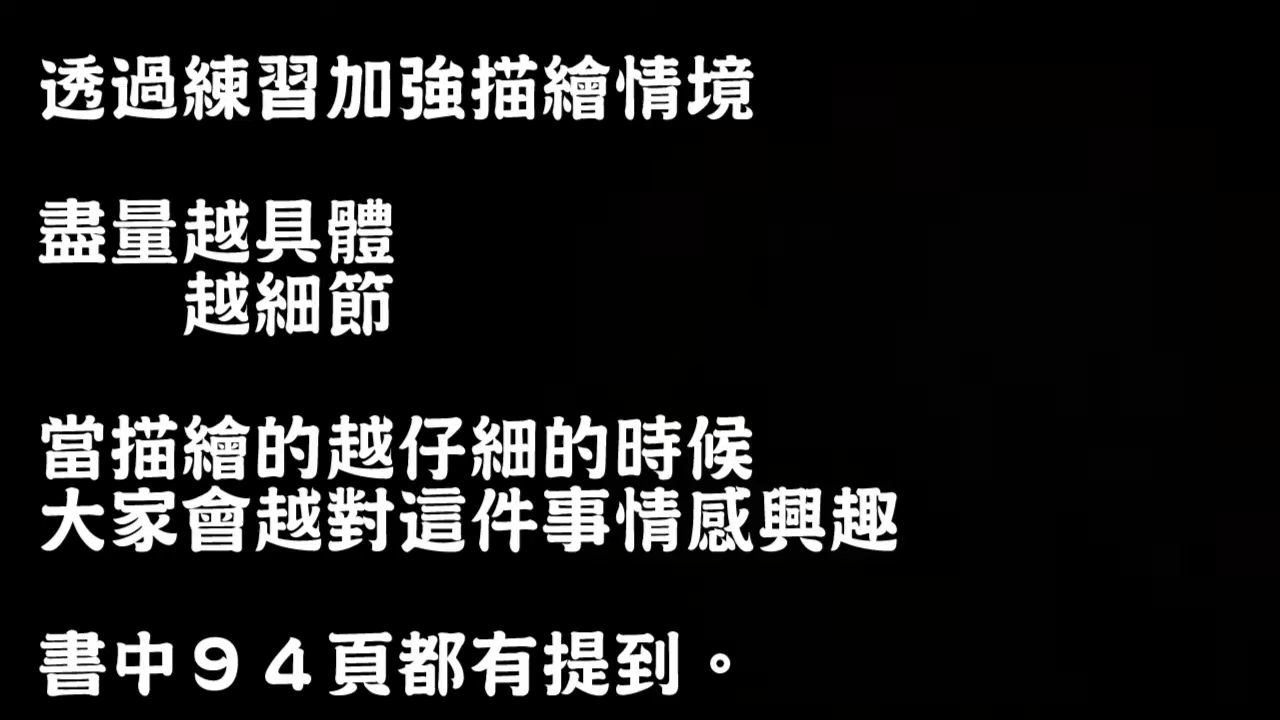 透過練習加強描繪情境
盡量越具體
越細節
當描繪的越仔細的時候
大家會越對這件事情感興趣
書中９４頁都有提到。